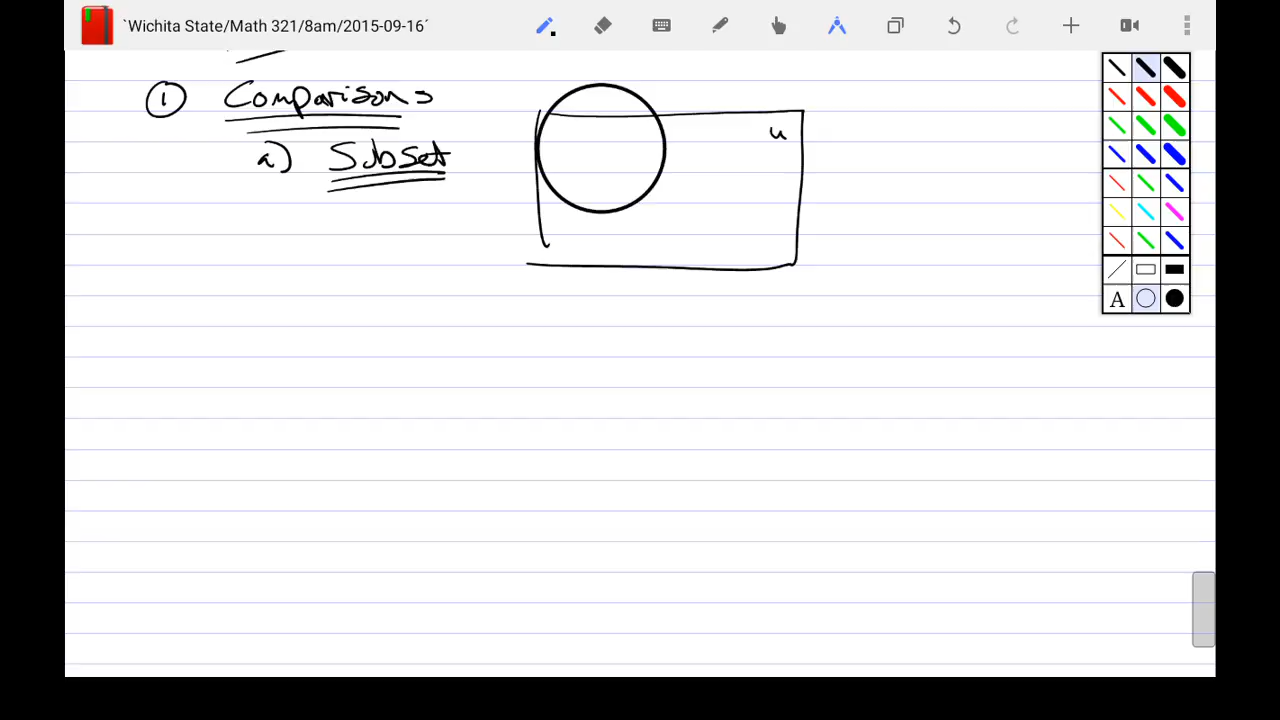 `Wichita State/Math 321/8am/2015-09-16´
① Comparisons
u
a) Subset
A